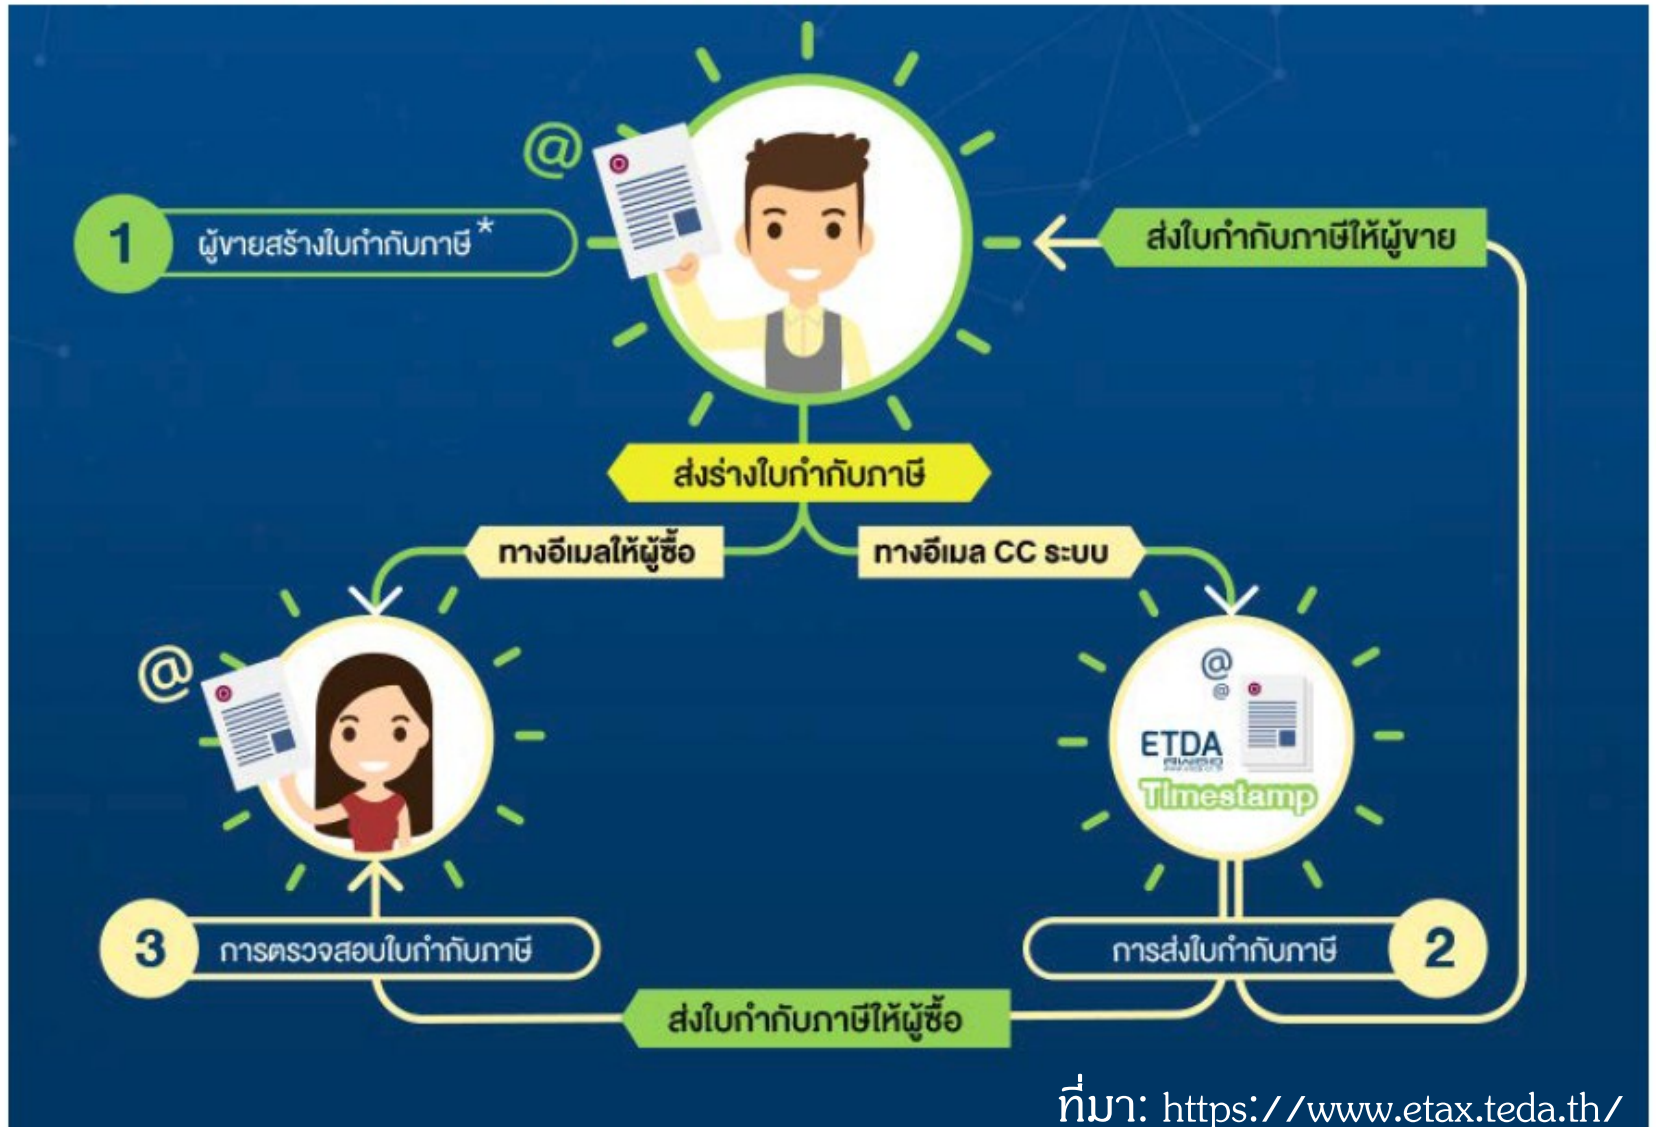 @
1
ผู้ขายสร้างใบกำกับภาษี*
ส่งใบกำกับภาษีให้ผู้ขาย
ส่งร่างใบกำกับภาษี
ทางอีเมลให้ผู้ซื้อ
ทางอีเมล CC ระบบ
@
@
@
ETDA
Timestamp
3
การตรวจสอบใบกำกับภาษี
การส่งใบกำกับภาษี
2
ส่งใบกำกับภาษีให้ผู้ซื้อ
ที่มา: https://www.etax.teda.th/